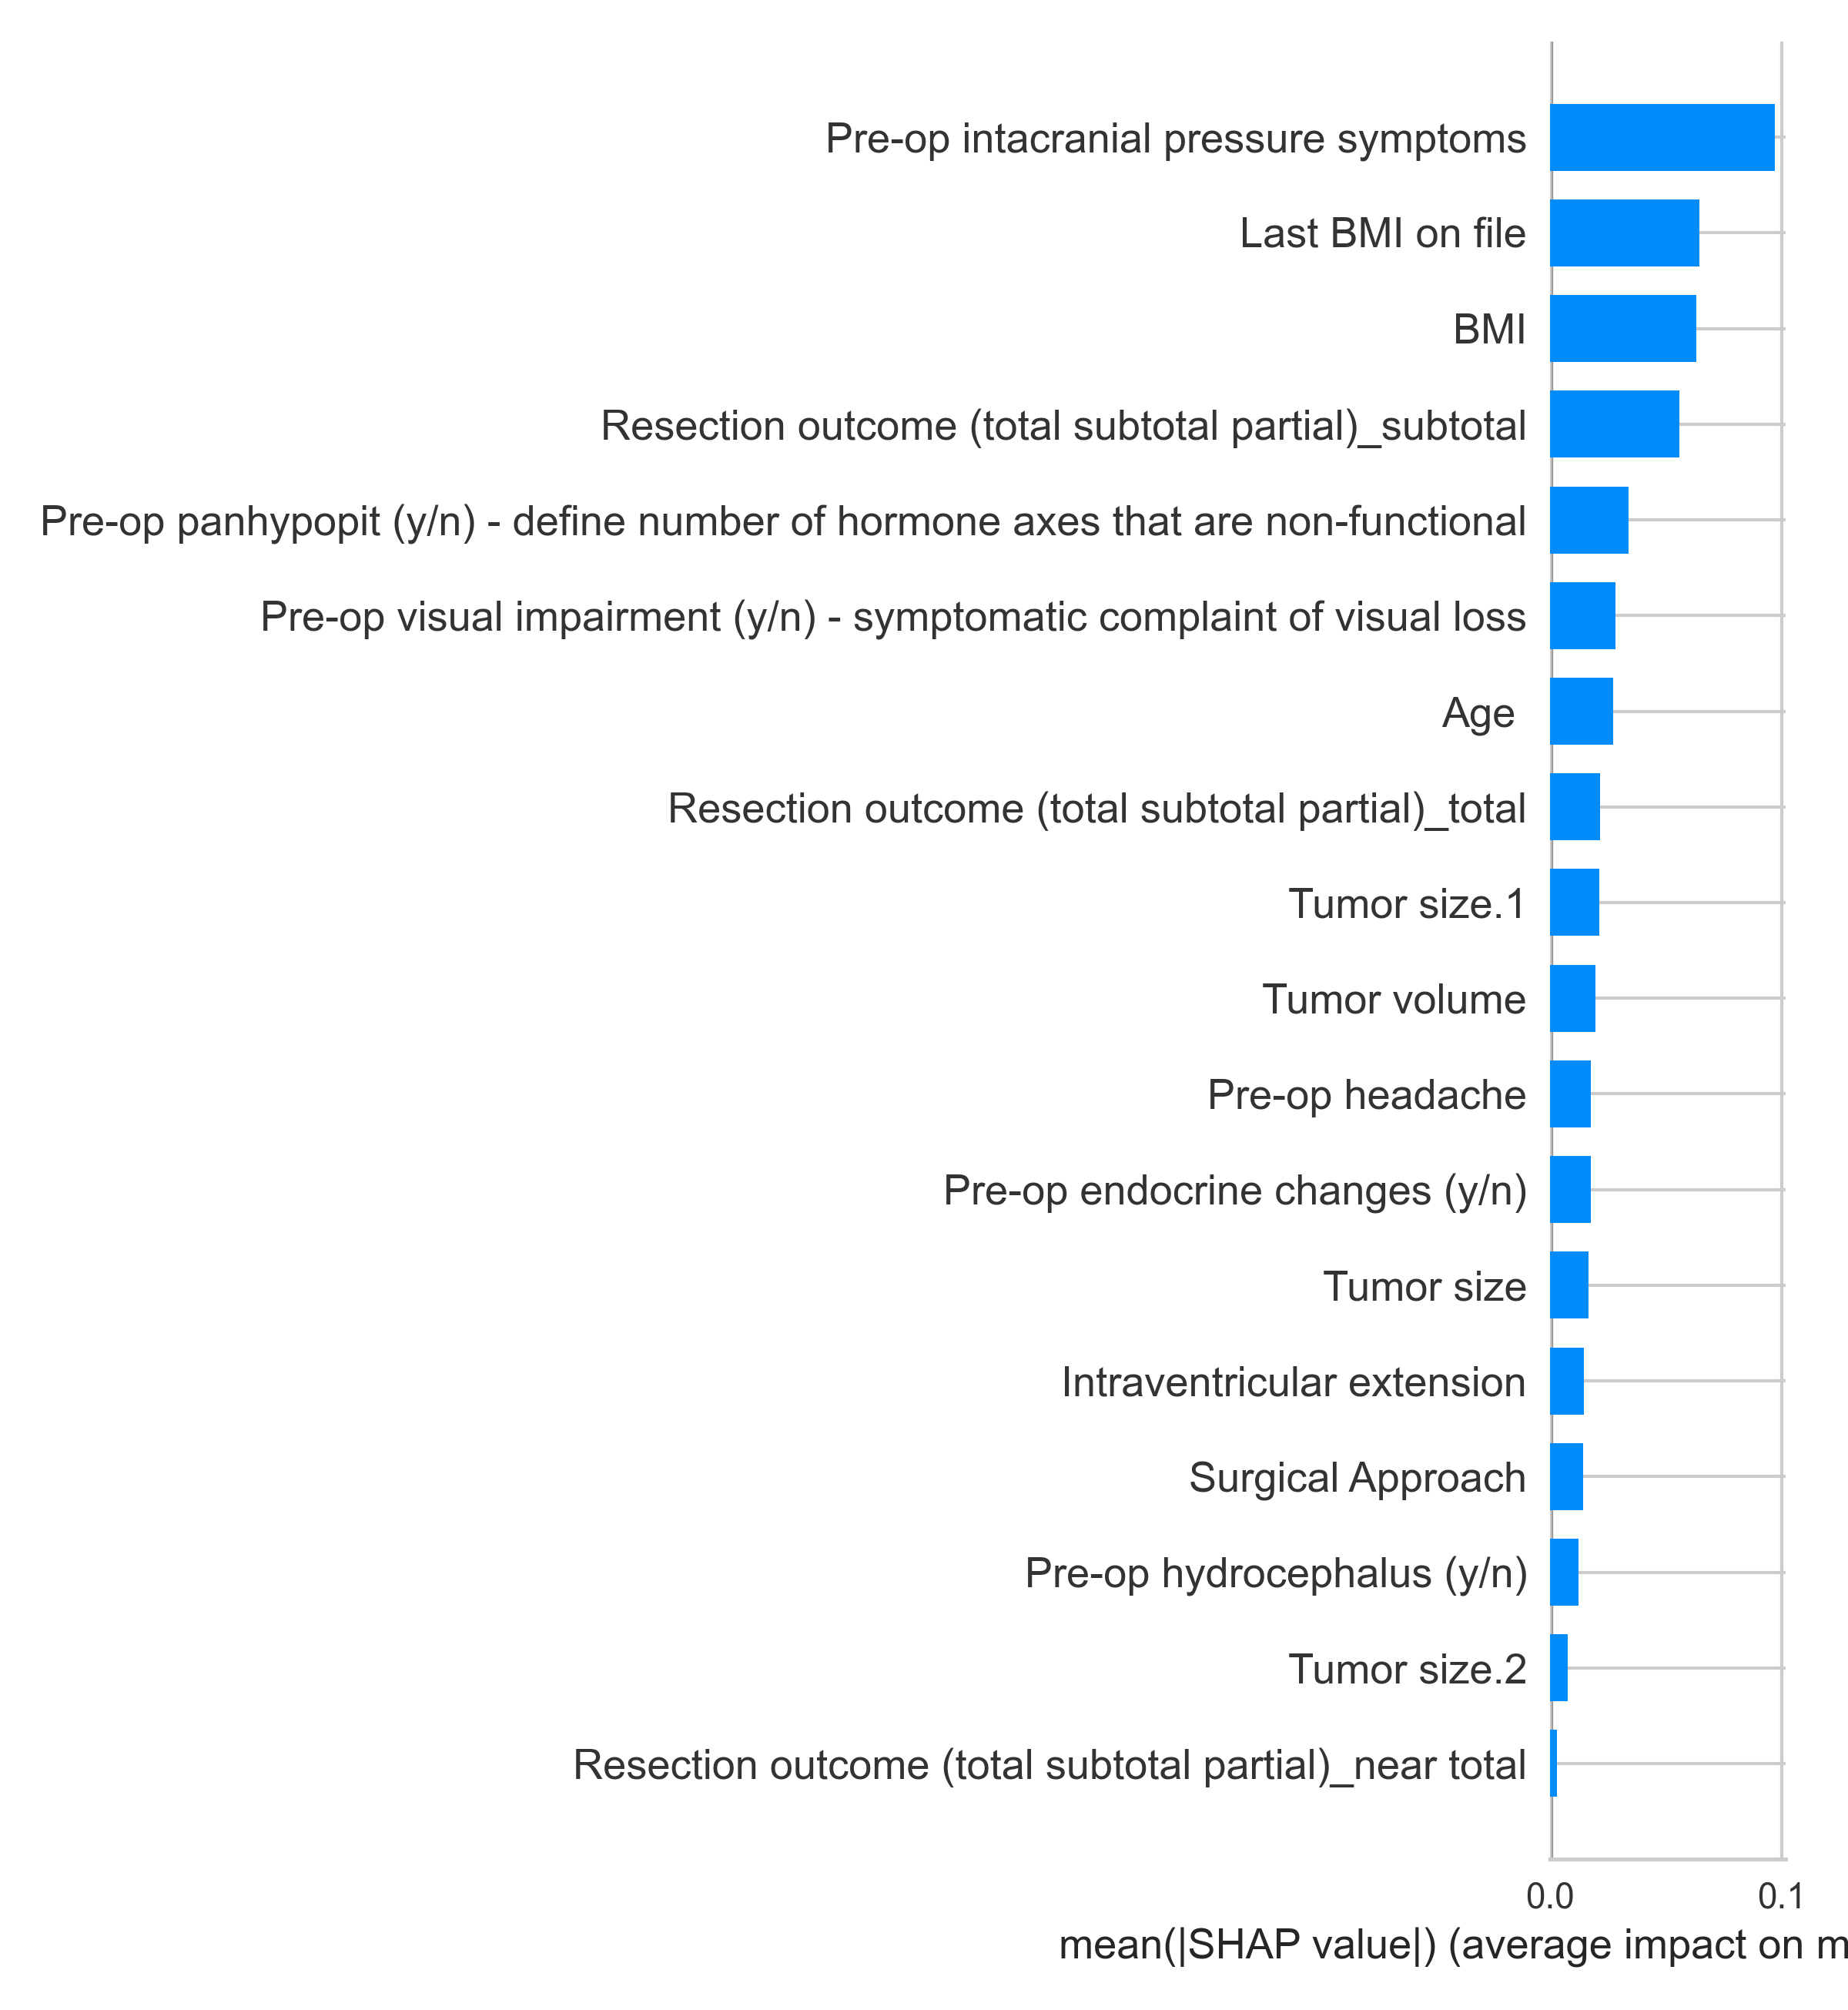 Pre-op intacranial pressure symptoms
Last BMI on file
BMI
Resection outcome (total subtotal partial)_subtotal
Pre-op panhypopit (y/n) - define number of hormone axes that are non-functional
Pre-op visual impairment (y/n) - symptomatic complaint of visual loss
Age
Resection outcome (total subtotal partial)_total
Tumor size.1
Tumor volume
Pre-op headache
Pre-op endocrine changes (y/n)
Tumor size
Intraventricular extension
Surgical Approach
Pre-op hydrocephalus (y/n)
Tumor size.2
Resection outcome (total subtotal partial)_near total
0.0 0.1
mean(|SHAP value|) (average impact on m